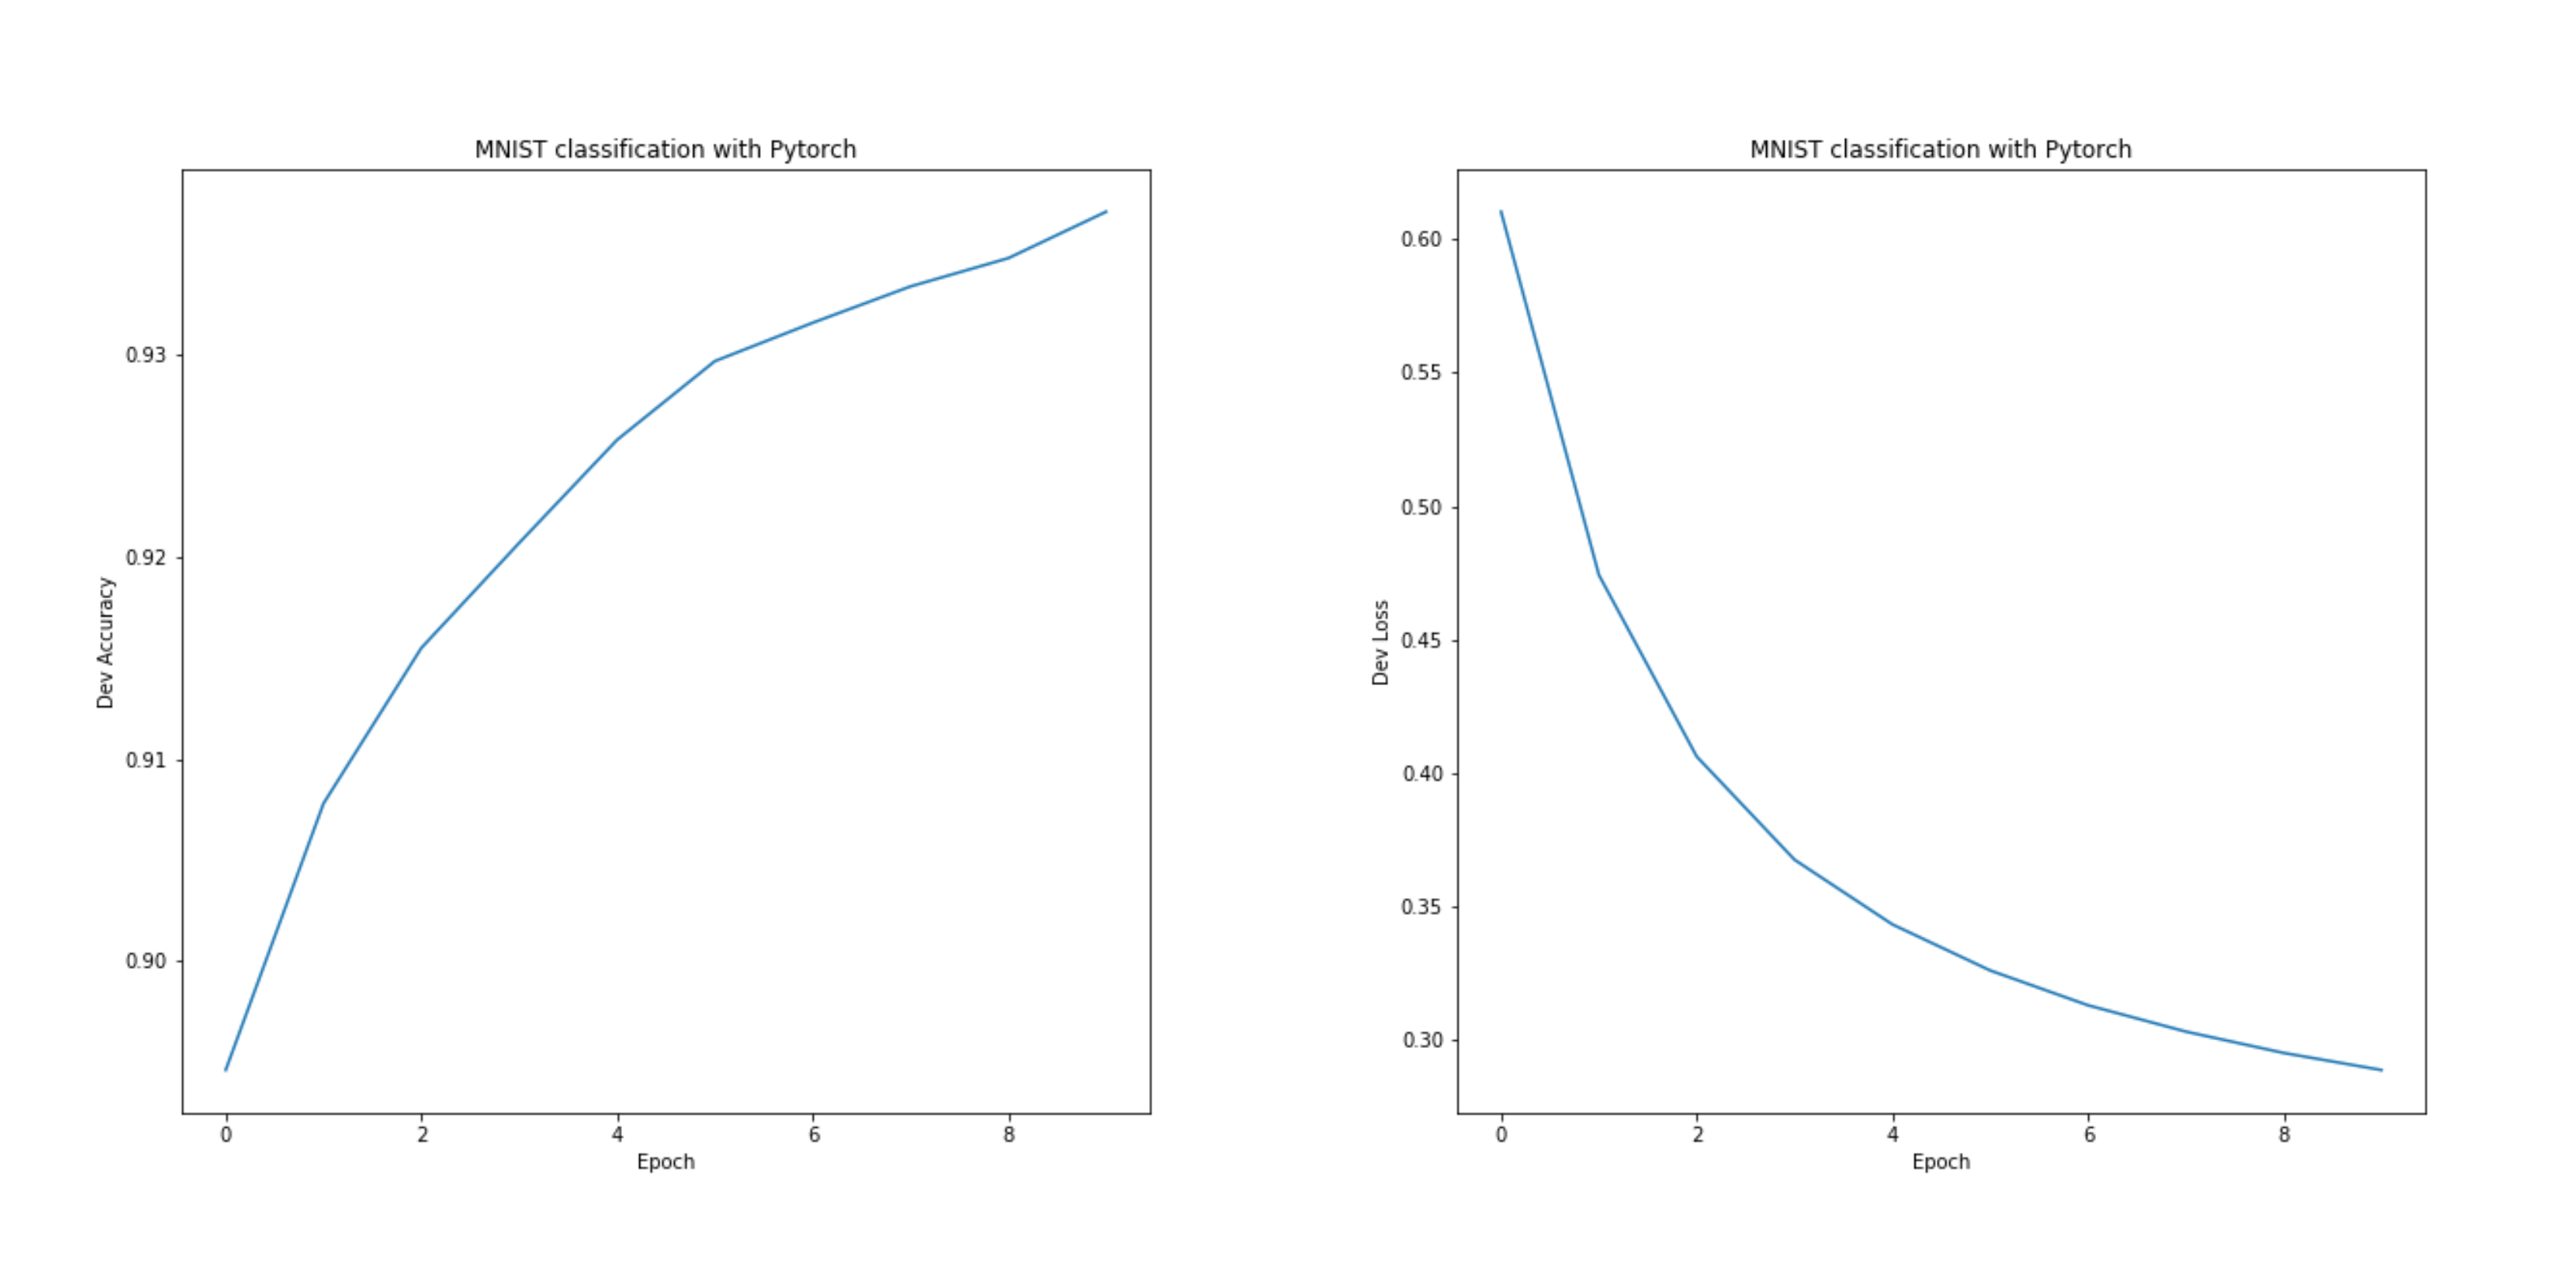 MNIST classification with Pytorch
0.93
0.92
0.91
0.90
Dev Accuracy
0 2 4 6 8
Epoch
MNIST classification with Pytorch
0.60
0.55
0.50
0.45
0.40
0.35
0.30
Dev Loss
0 2 4 6 8
Epoch